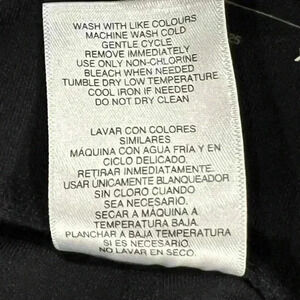 WASH WITH LIKE COLOURS
MACHINE WASH COLD
GENTLE CYCLE
REMOVE IMMEDIATELY
USE ONLY NON-CHLORINE
BLEACH WHEN NEEDED
TUMBLE DRY LOW TEMPERATURE
COOL IRON IF NEEDED
DO NOT DRY CLEAN
LAVAR CON COLORES
SIMILARES
MÁQUINA CON AGUA FRÍA Y EN
CICLO DELICADO.
RETIRAR INMEDIATAMENTE.
USAR ÚNICAMENTE BLANQUEADOR
SIN CLORO CUANDO
SEA NECESARIO.
SECAR A MÁQUINA A
TEMPERATURA BAJA.
PLANCHAR A BAJA TEMPERATURA
SI ES NECESARIO.
NO LAVAR EN SECO.